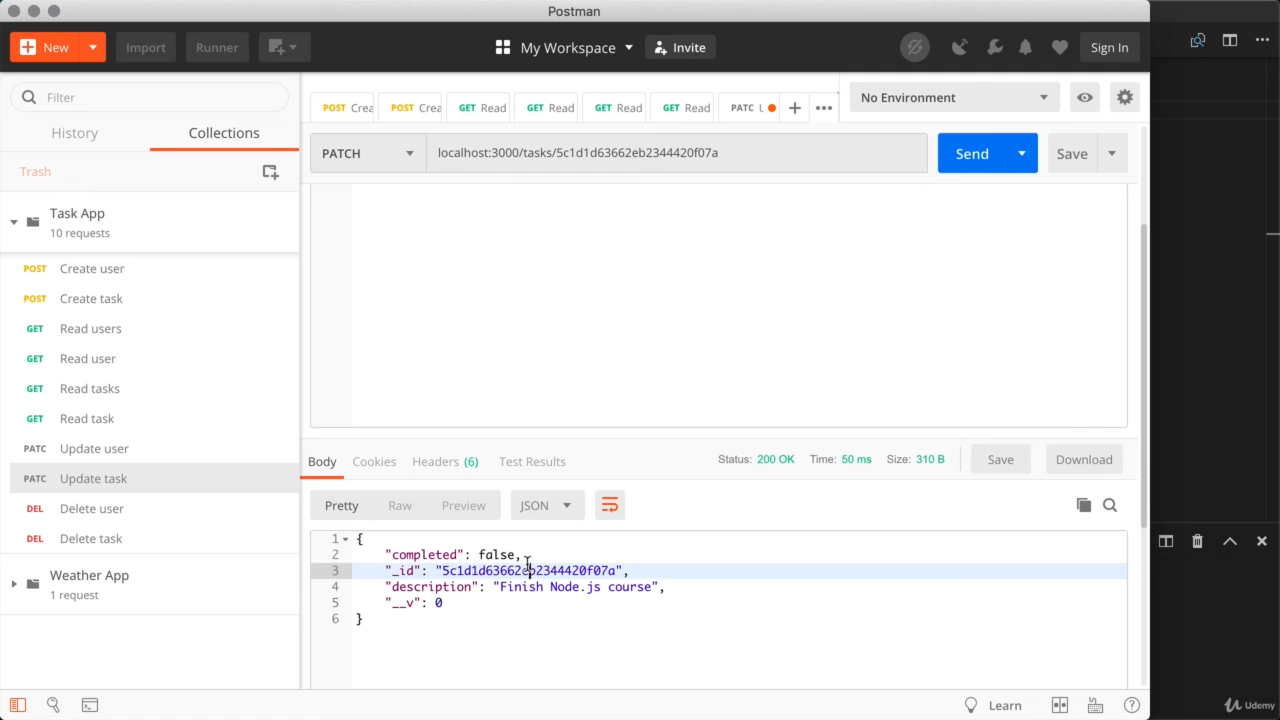 Postman
New
Import
Runner
My Workspace
Invite
Sign In
Filter
History
Collections
Trash
Task App
10 requests
POST Create user
POST Create task
GET Read users
GET Read user
GET Read tasks
GET Read task
PATC Update user
PATC Update task
DEL Delete user
DEL Delete task
Weather App
1 request
POST Crea
POST Crea
GET Read
GET Read
GET Read
GET Read
PATC U
No Environment
PATCH
localhost:3000/tasks/5c1d1d63662eb2344420f07a
Send
Save
Body
Cookies
Headers (6)
Test Results
Status: 200 OK
Time: 50 ms
Size: 310 B
Save
Download
Pretty
Raw
Preview
JSON
1 {
2 "completed": false,
3 "_id": "5c1d1d63662eb2344420f07a",
4 "description": "Finish Node.js course",
5 "__v": 0
6 }
Learn
Udemy